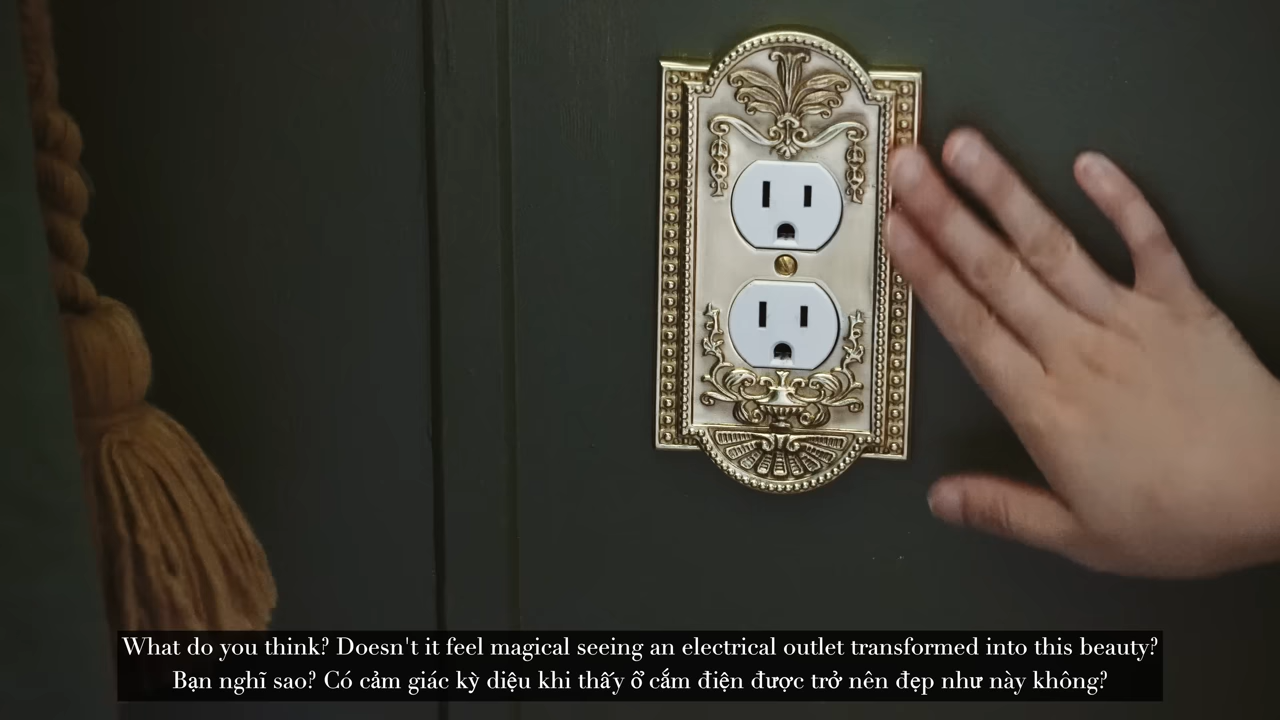 What do you think? Doesn't it feel magical seeing an electrical outlet transformed into this beauty?
Bạn nghĩ sao? Có cảm giác kỳ diệu khi thấy ổ cắm điện được trở nên đẹp như này không?